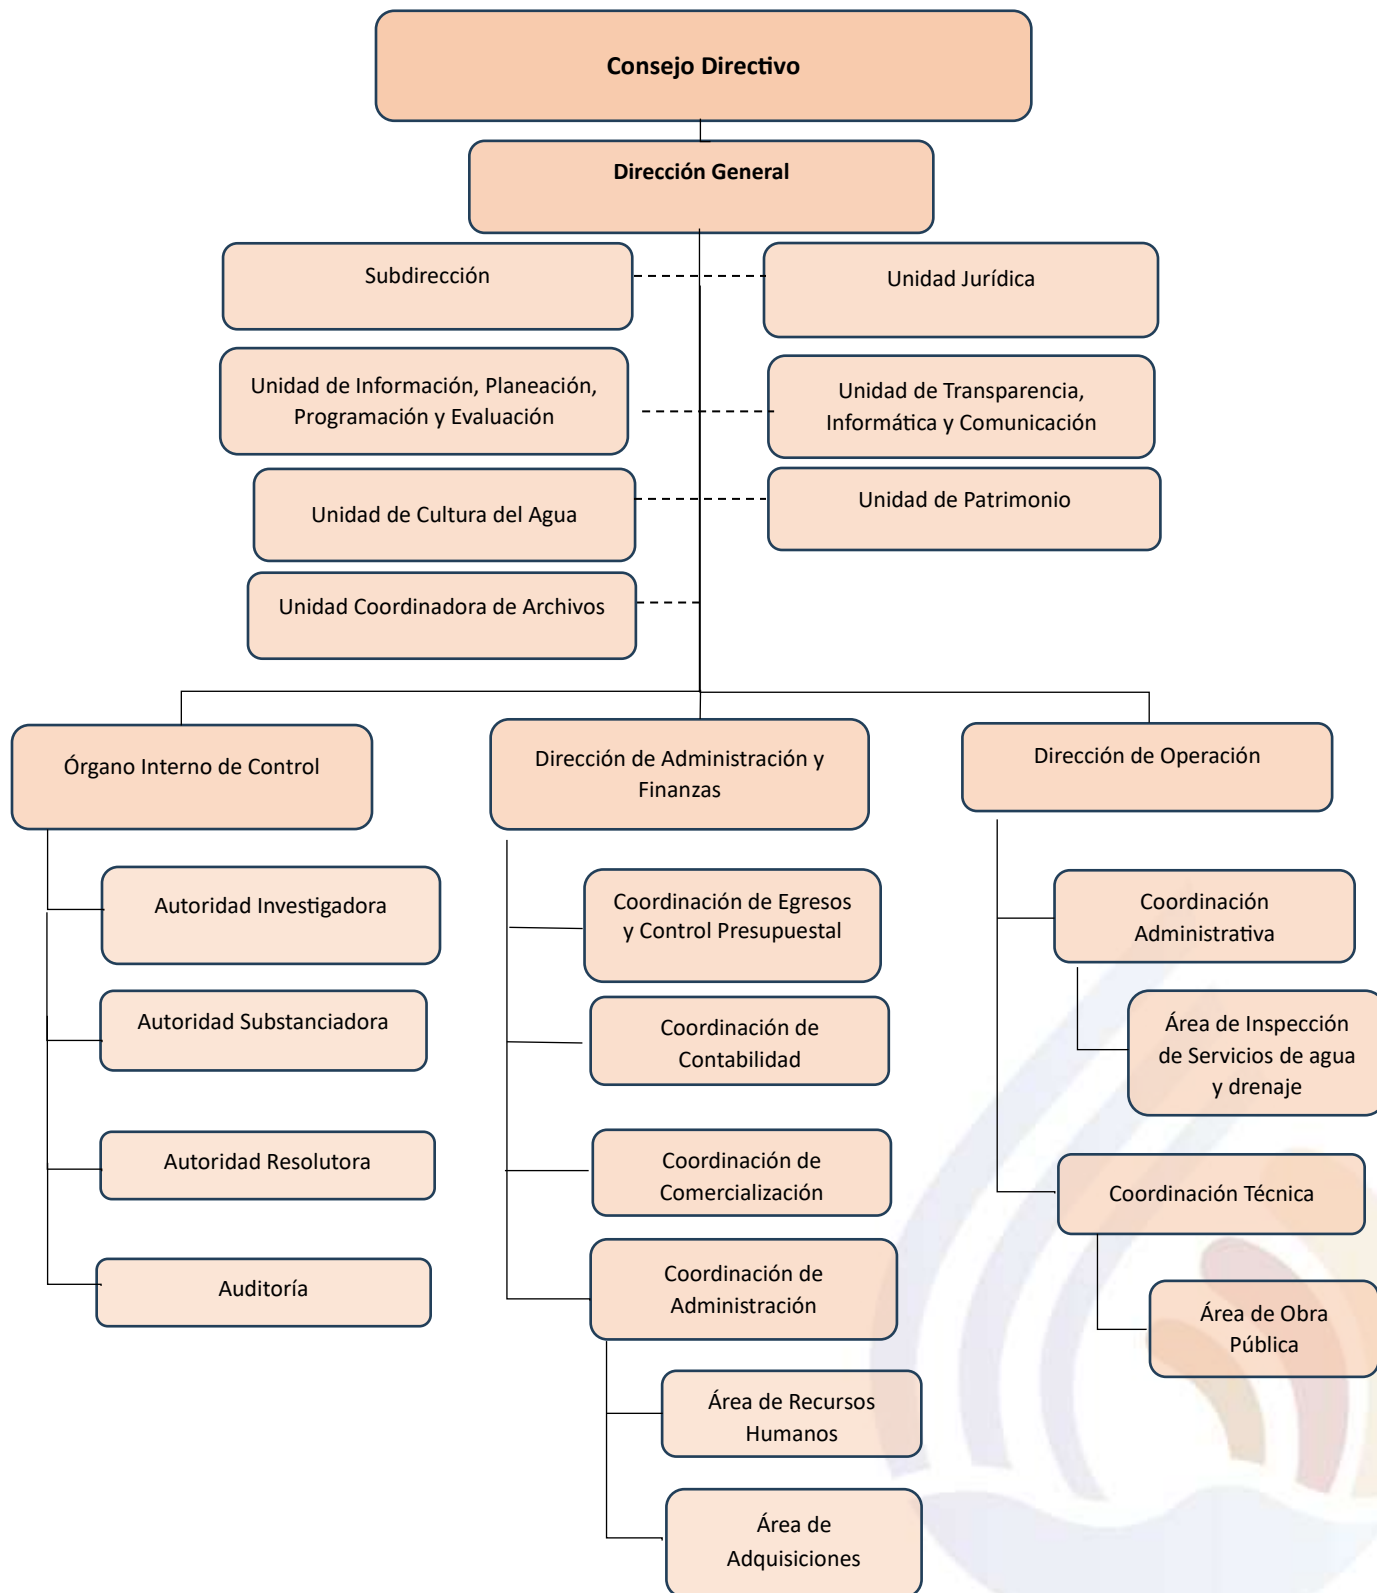 Consejo Directivo
Dirección General
Subdirección
Unidad Jurídica
Unidad de Información, Planeación,
Programación y Evaluación
Unidad de Transparencia,
Informática y Comunicación
Unidad de Cultura del Agua
Unidad de Patrimonio
Unidad Coordinadora de Archivos
Órgano Interno de Control
Autoridad Investigadora
Autoridad Substanciadora
Autoridad Resolutora
Auditoría
Dirección de Administración y
Finanzas
Coordinación de Egresos
y Control Presupuestal
Coordinación de
Contabilidad
Coordinación de
Comercialización
Coordinación de
Administración
Área de Recursos
Humanos
Área de
Adquisiciones
Dirección de Operación
Coordinación
Administrativa
Área de Inspección
de Servicios de agua
y drenaje
Coordinación Técnica
Área de Obra
Pública